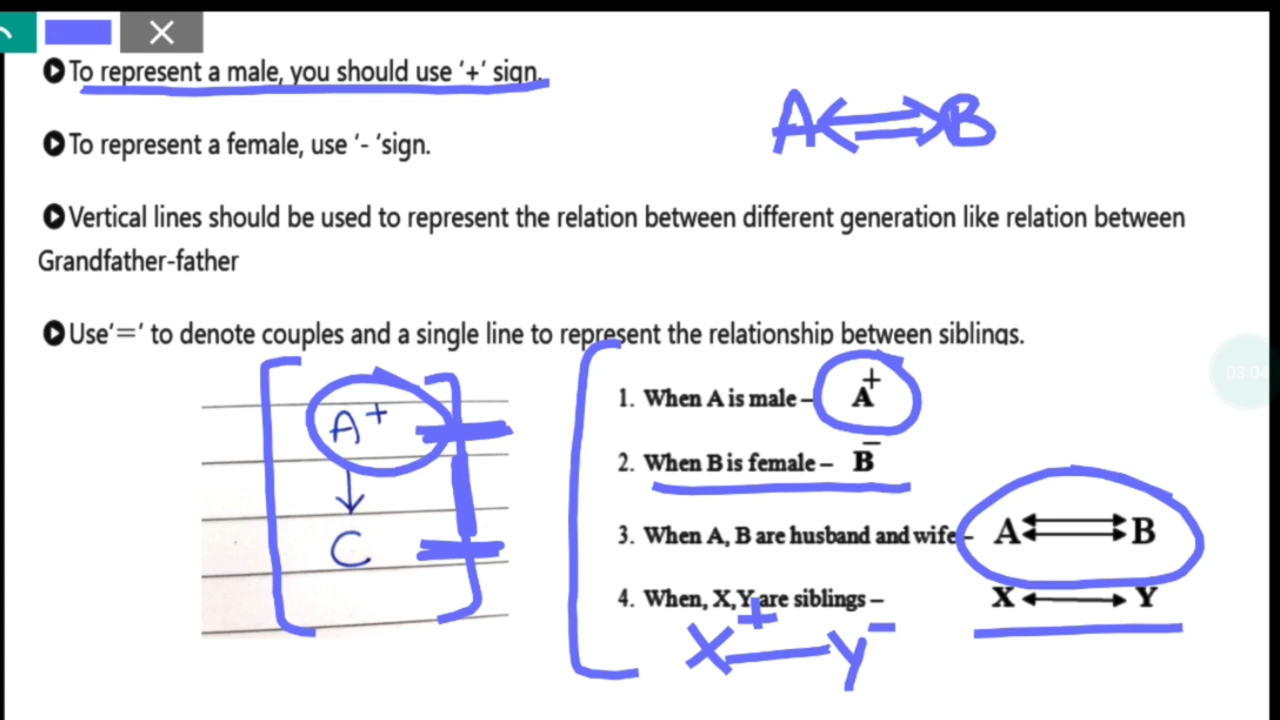 To represent a male, you should use '+' sign.
A⟺B
To represent a female, use '- 'sign.
Vertical lines should be used to represent the relation between different generation like relation between
Grandfather-father
Use'=' to denote couples and a single line to represent the relationship between siblings.
A+
↓
C
1. When A is male – A+
2. When B is female – B−
3. When A, B are husband and wife – A⟺B
4. When, X,Y are siblings – X⟷Y
X+—Y−
03:04